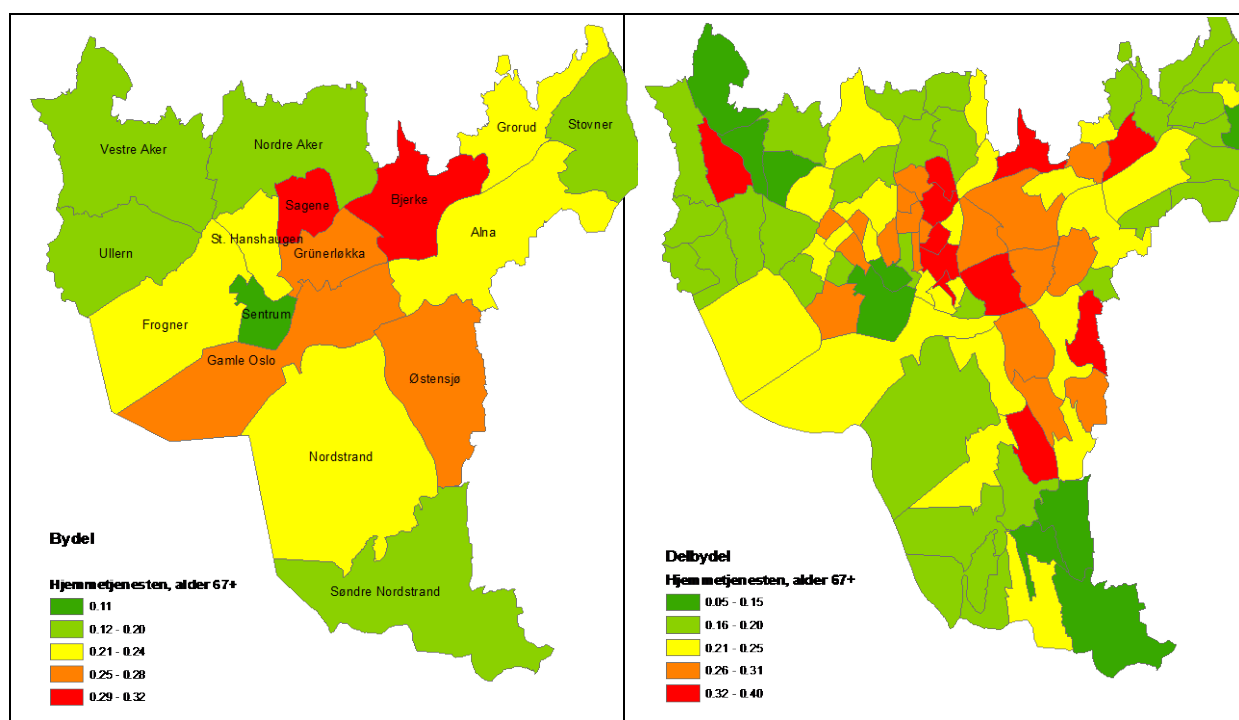 Grorud
Stovner
Vestre Aker
Nordre Aker
Sagene
Bjerke
St. Hanshaugen
Alna
Ullern
Grünerløkka
Sentrum
Frogner
Gamle Oslo
Østensjø
Nordstrand
Søndre Nordstrand
Bydel
Hjemmetjenesten, alder 67+
0.11
0.12 - 0.20
0.21 - 0.24
0.25 - 0.28
0.29 - 0.32
Delbydel
Hjemmetjenesten, alder 67+
0.05 - 0.15
0.16 - 0.20
0.21 - 0.25
0.26 - 0.31
0.32 - 0.40